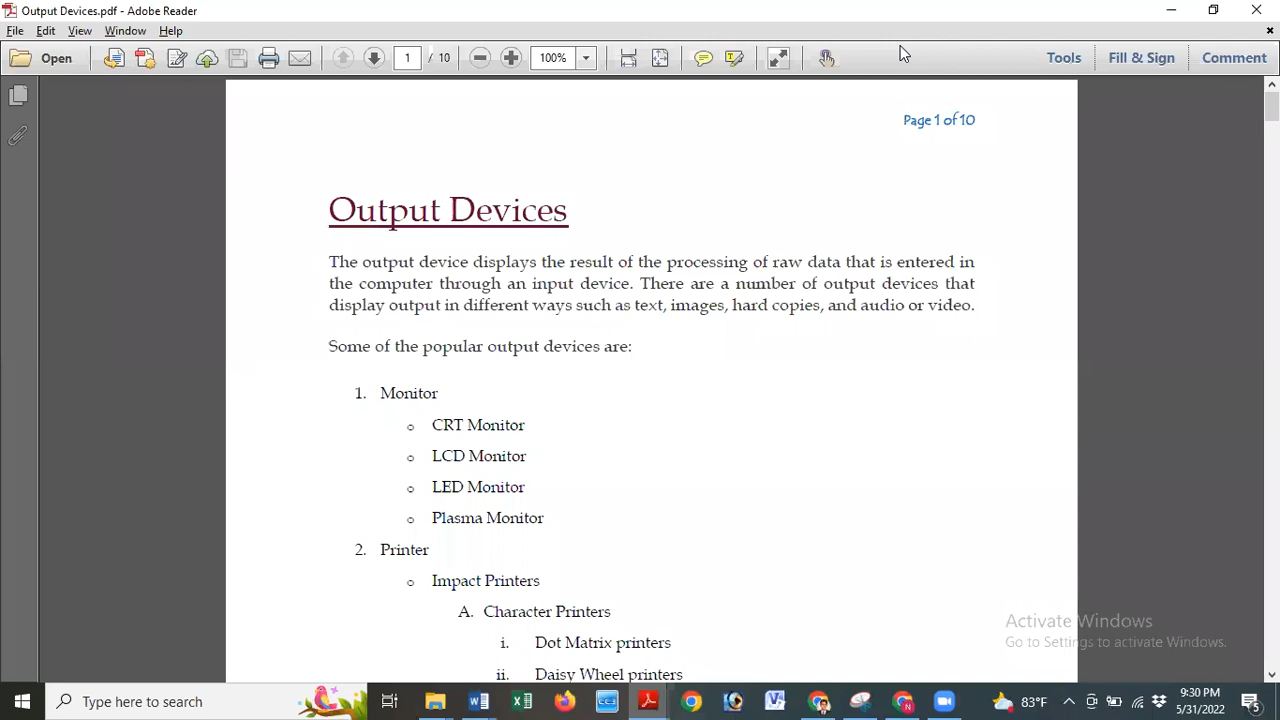 Output Devices.pdf - Adobe Reader
File Edit View Window Help
Open 1 / 10 100% Tools Fill & Sign Comment
Page 1 of 10
Output Devices
The output device displays the result of the processing of raw data that is entered in
the computer through an input device. There are a number of output devices that
display output in different ways such as text, images, hard copies, and audio or video.
Some of the popular output devices are:
1. Monitor
o CRT Monitor
o LCD Monitor
o LED Monitor
o Plasma Monitor
2. Printer
o Impact Printers
A. Character Printers
i. Dot Matrix printers
ii. Daisy Wheel printers
Activate Windows
Go to Settings to activate Windows.
Type here to search
83°F
9:30 PM
5/31/2022
5